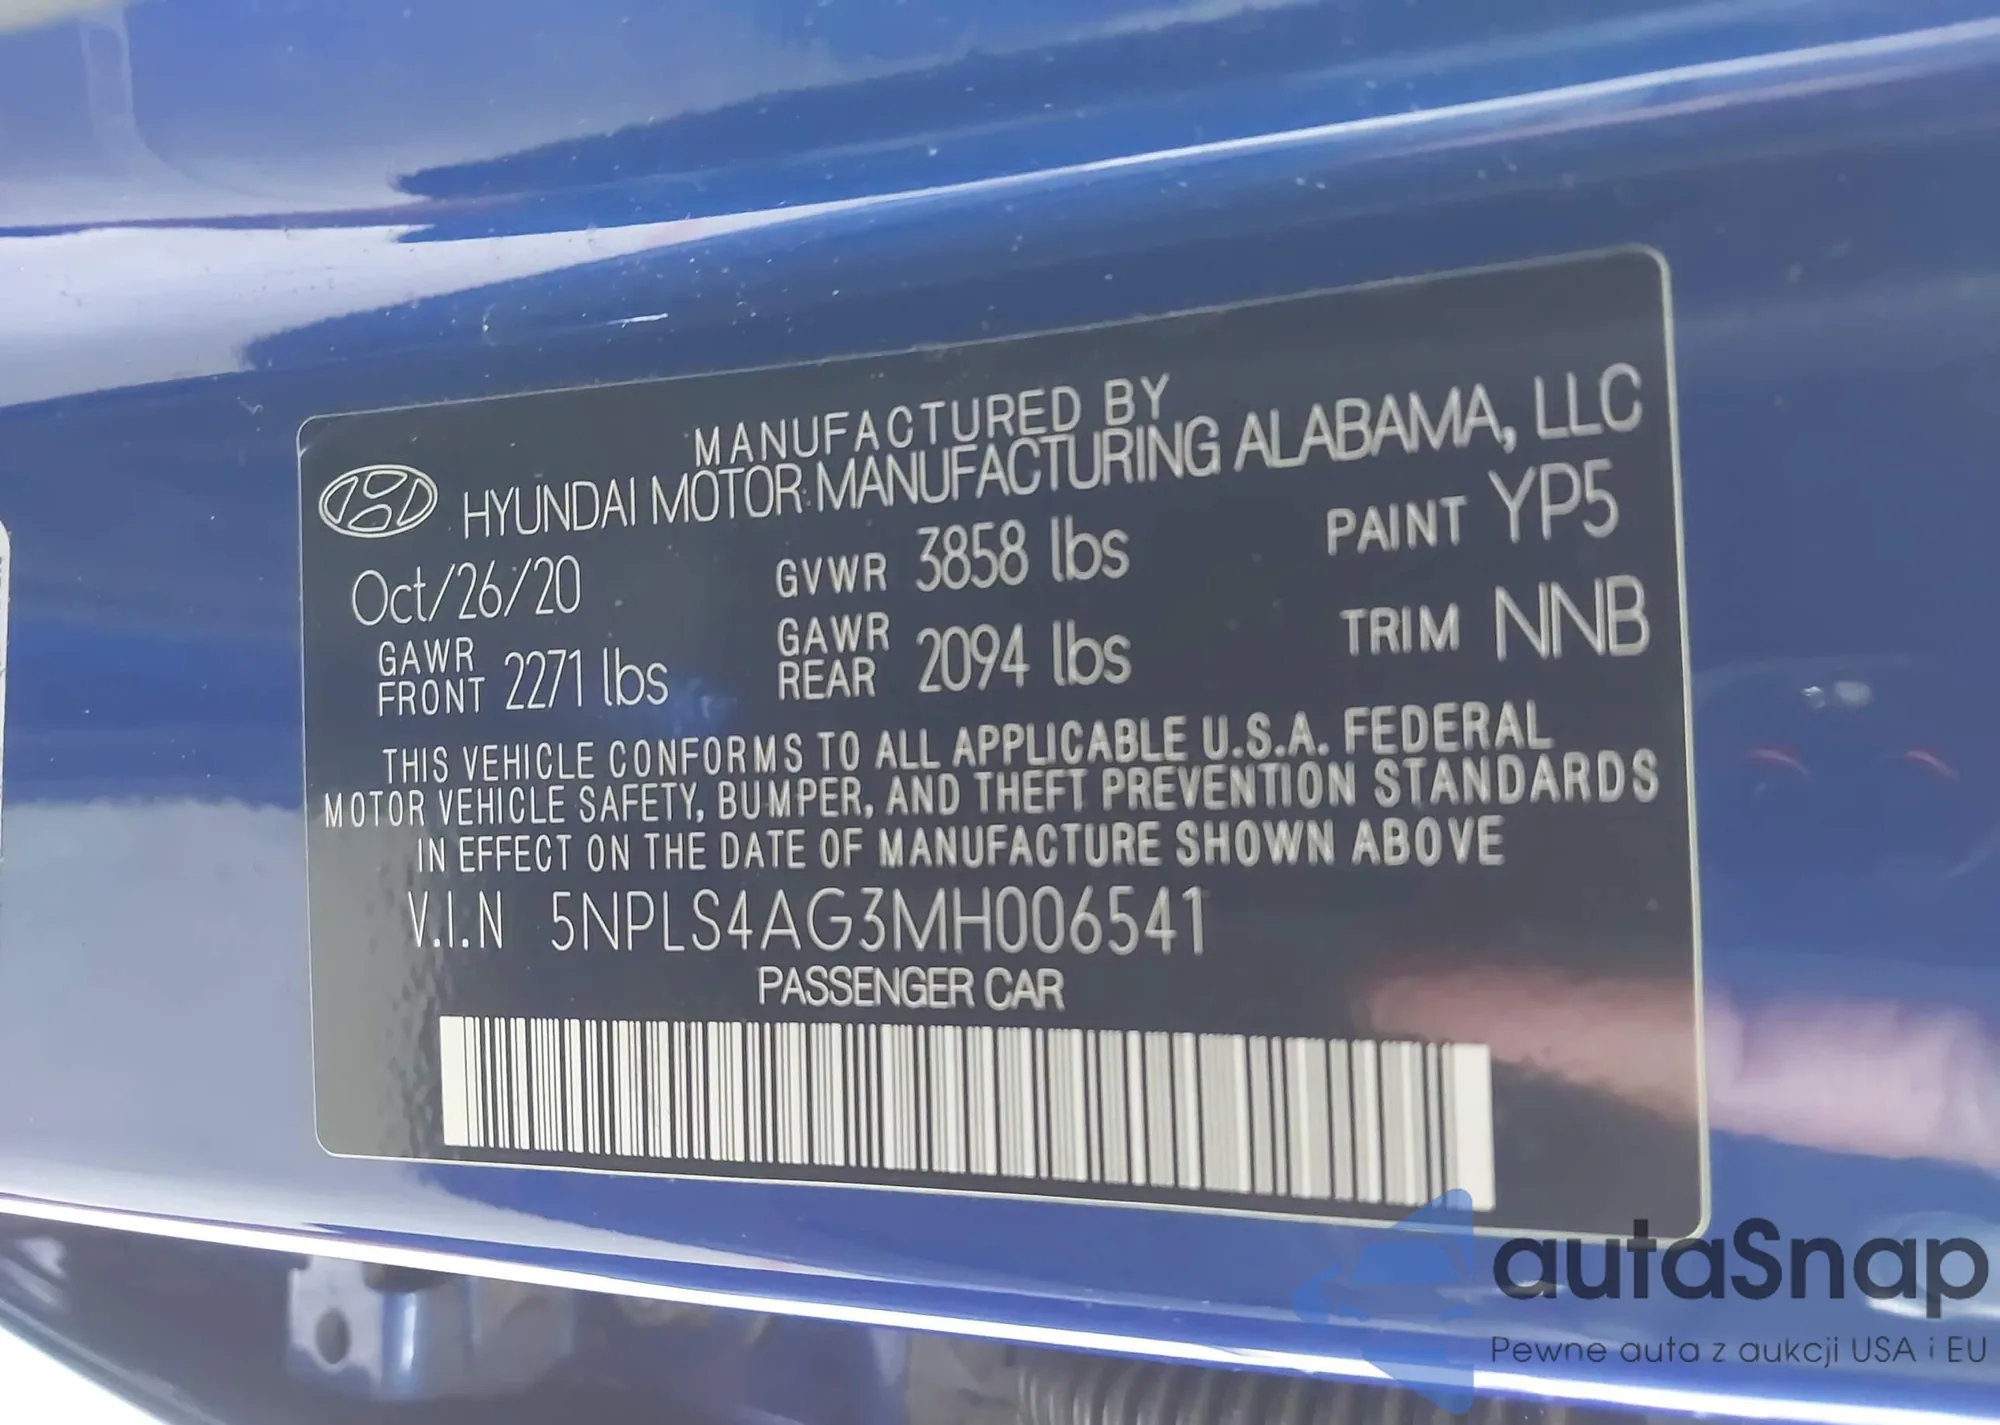 MANUFACTURED BY
HYUNDAI MOTOR MANUFACTURING ALABAMA, LLC
Oct/26/20 GVWR 3858 lbs PAINT YP5
GAWR FRONT 2271 lbs GAWR REAR 2094 lbs TRIM NNB
THIS VEHICLE CONFORMS TO ALL APPLICABLE U.S.A. FEDERAL
MOTOR VEHICLE SAFETY, BUMPER, AND THEFT PREVENTION STANDARDS
IN EFFECT ON THE DATE OF MANUFACTURE SHOWN ABOVE
V.I.N 5NPLS4AG3MH006541
PASSENGER CAR
autaSnap
Pewne auta z aukcji USA i EU